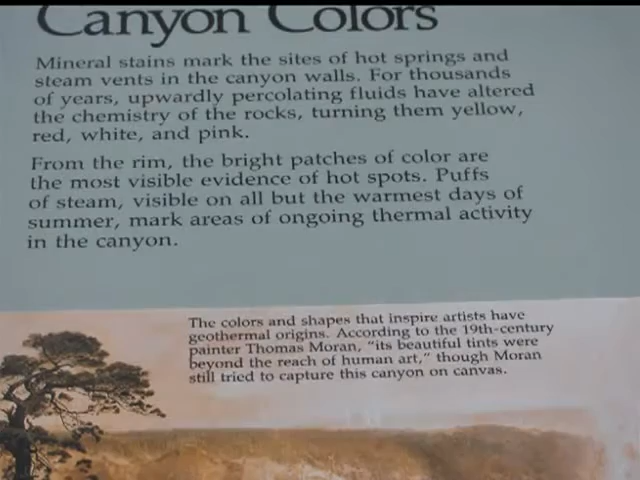 Canyon Colors
Mineral stains mark the sites of hot springs and
steam vents in the canyon walls. For thousands
of years, upwardly percolating fluids have altered
the chemistry of the rocks, turning them yellow,
red, white, and pink.
From the rim, the bright patches of color are
the most visible evidence of hot spots. Puffs
of steam, visible on all but the warmest days of
summer, mark areas of ongoing thermal activity
in the canyon.
The colors and shapes that inspire artists have
geothermal origins. According to the 19th-century
painter Thomas Moran, “its beautiful tints were
beyond the reach of human art,” though Moran
still tried to capture this canyon on canvas.